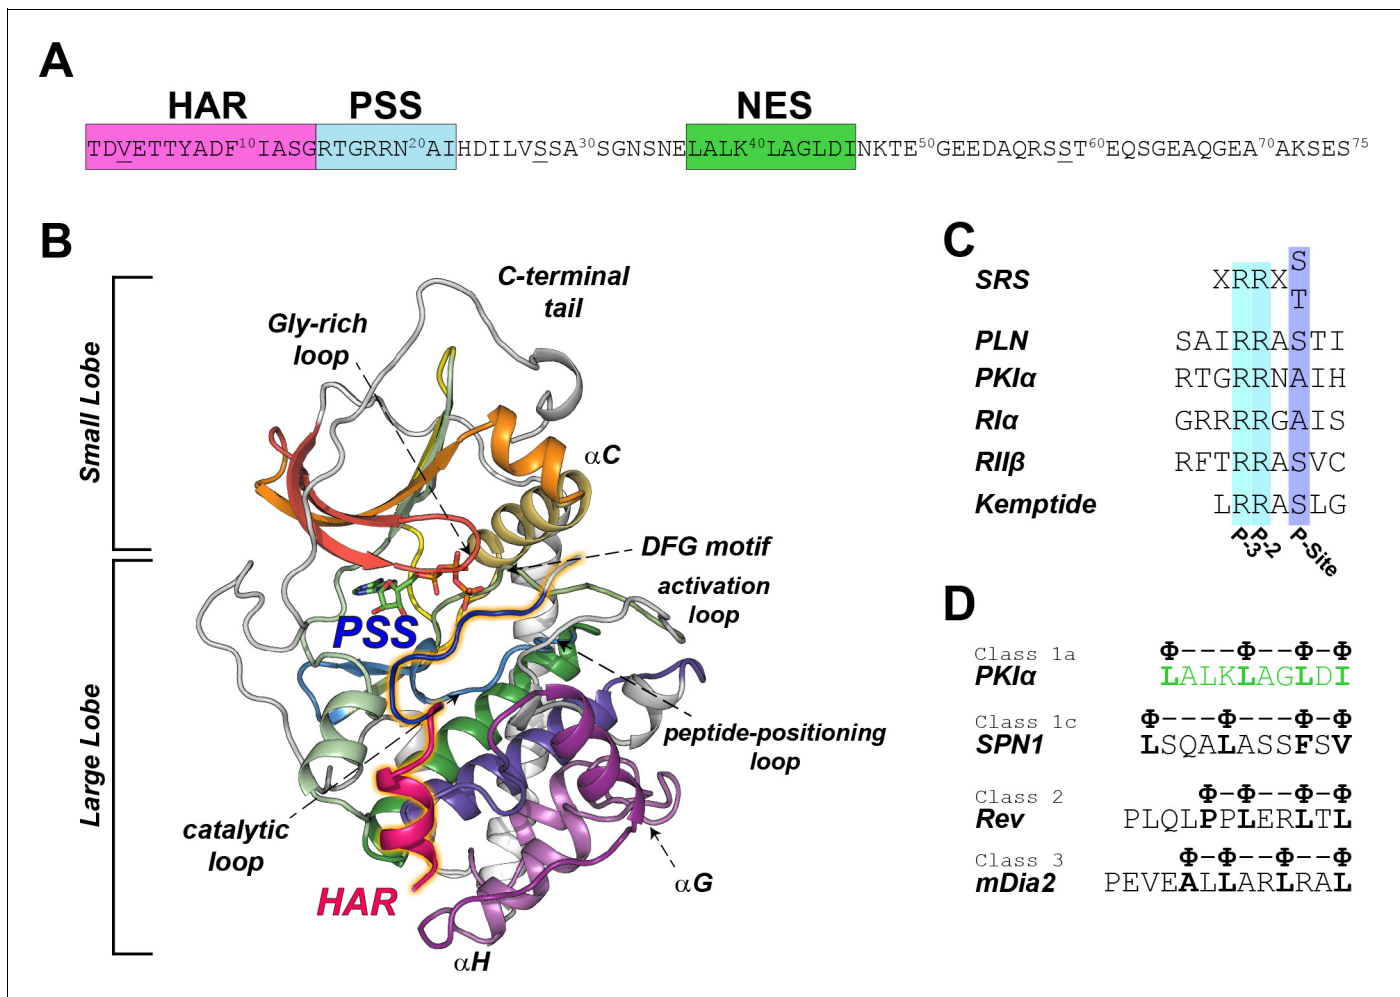 A
HAR PSS NES
TDVETTYADF10IASGRTGRRN20AIHDILVSSA30SGNSNELALK40LAGLDINKTE50GEEDAQRSST60EQSGEAQGEA70AKSES75
B
Small Lobe
Large Lobe
C-terminal
tail
Gly-rich
loop
αC
DFG motif
activation
loop
PSS
peptide-positioning
loop
catalytic
loop
HAR
αG
αH
C
SRS XRRXS
T
PLN SAIRRASTI
PKIα RTGRRNAIH
RIα GRRRRGAIS
RIIβ RFTRRASVC
Kemptide LRRASLG
P-3 P-2 P-Site
D
Class 1a Φ---Φ--Φ-Φ
PKIα LALKLAGLDI
Class 1c Φ---Φ---Φ-Φ
SPN1 LSQALASSFSV
Class 2 Φ-Φ--Φ-Φ
Rev PLQLPPLERLTL
Class 3 Φ-Φ--Φ--Φ
mDia2 PEVEALLARLRAL